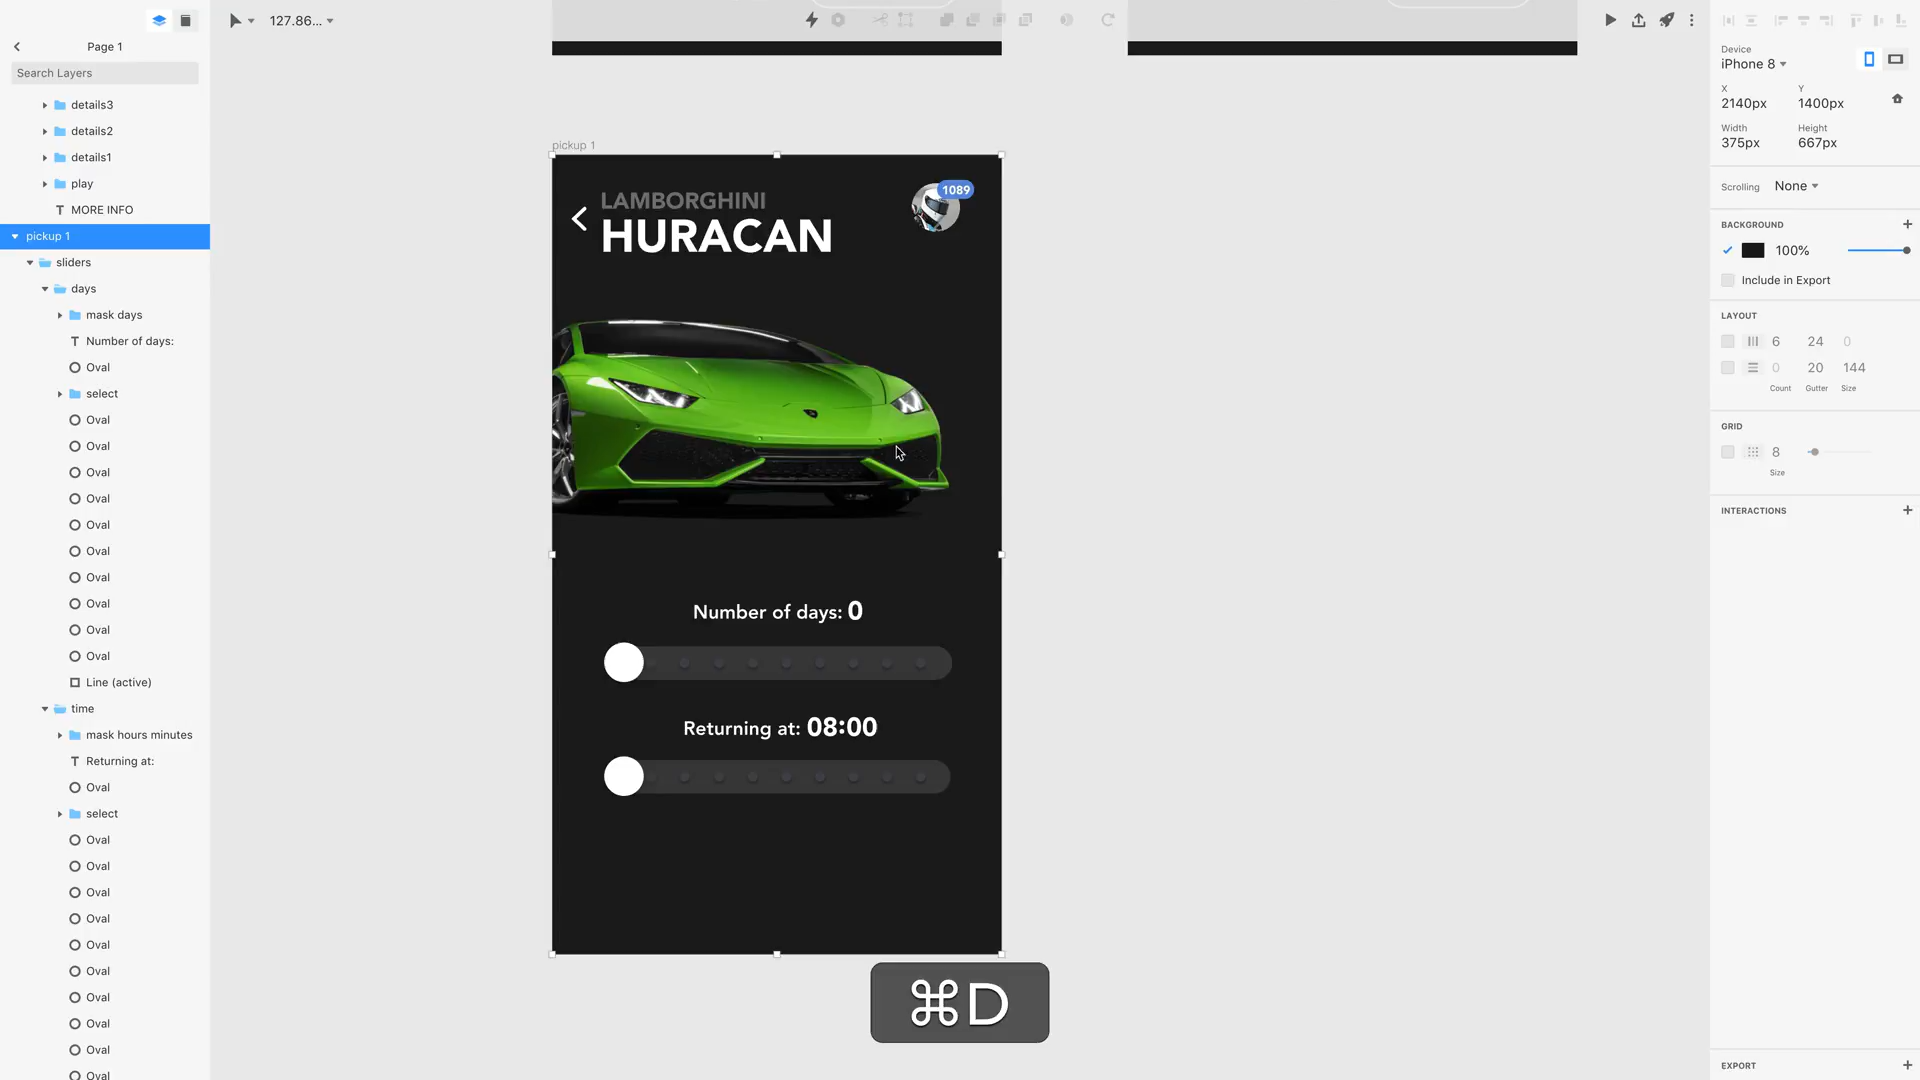 127.86...
Page 1
Search Layers
details3
details2
details1
play
MORE INFO
pickup 1
sliders
days
mask days
Number of days:
Oval
select
Oval
Oval
Oval
Oval
Oval
Oval
Oval
Oval
Oval
Oval
Line (active)
time
mask hours minutes
Returning at:
Oval
select
Oval
Oval
Oval
Oval
Oval
Oval
Oval
Oval
Oval
Oval
pickup 1
LAMBORGHINI
HURACAN
1089
Number of days: 0
Returning at: 08:00
⌘D
Device
iPhone 8
X Y
2140px 1400px
Width Height
375px 667px
Scrolling None
BACKGROUND
100%
Include in Export
LAYOUT
6 24 0
0 20 144
Count Gutter Size
GRID
8
Size
INTERACTIONS
EXPORT